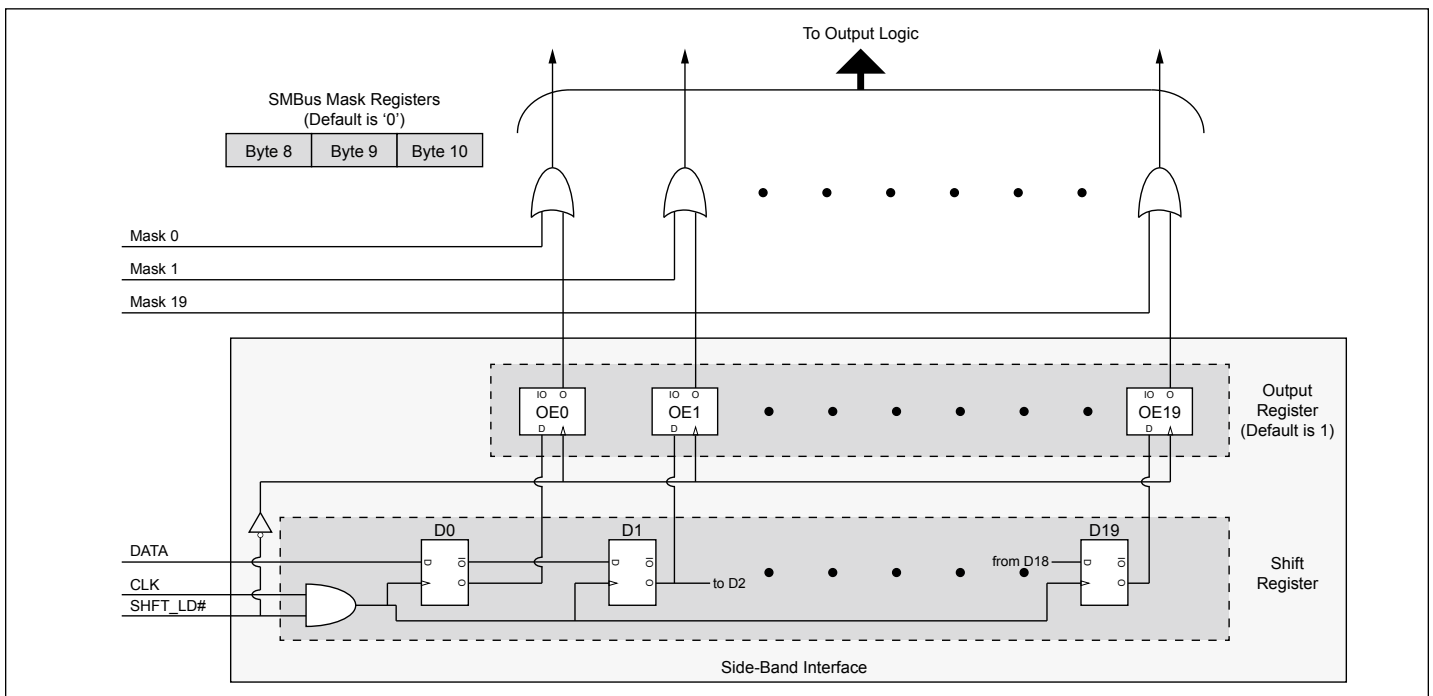 To Output Logic
SMBus Mask Registers
(Default is ‘0’)
Byte 8 Byte 9 Byte 10
Mask 0
Mask 1
Mask 19
IO O IO O IO O
OE0 OE1 OE19
D D D
Output
Register
(Default is 1)
D0 D1 D19
DATA
D IO D IO from D18 D IO
O O to D2 O
CLK
SHFT_LD#
Shift
Register
Side-Band Interface